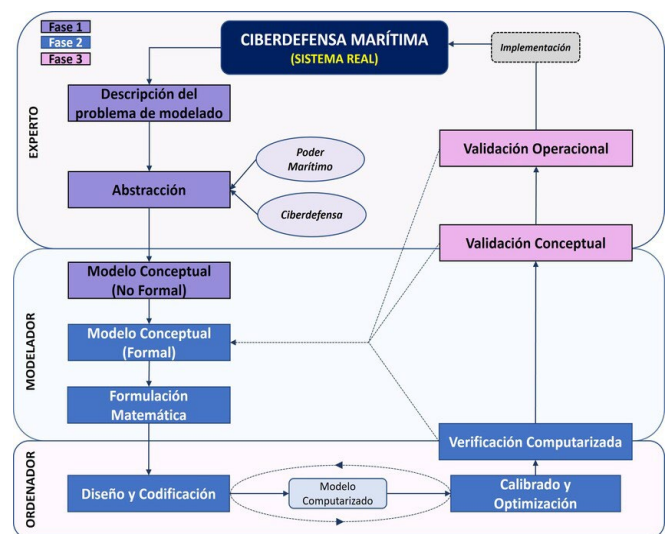 Fase 1
Fase 2
Fase 3
CIBERDEFENSA MARÍTIMA
(SISTEMA REAL)
Implementación
EXPERTO
Descripción del
problema de modelado
Poder
Marítimo
Abstracción
Ciberdefensa
Validación Operacional
Validación Conceptual
MODELADOR
Modelo Conceptual
(No Formal)
Modelo Conceptual
(Formal)
Formulación
Matemática
Verificación Computarizada
ORDENADOR
Diseño y Codificación
Modelo
Computarizado
Calibrado y
Optimización